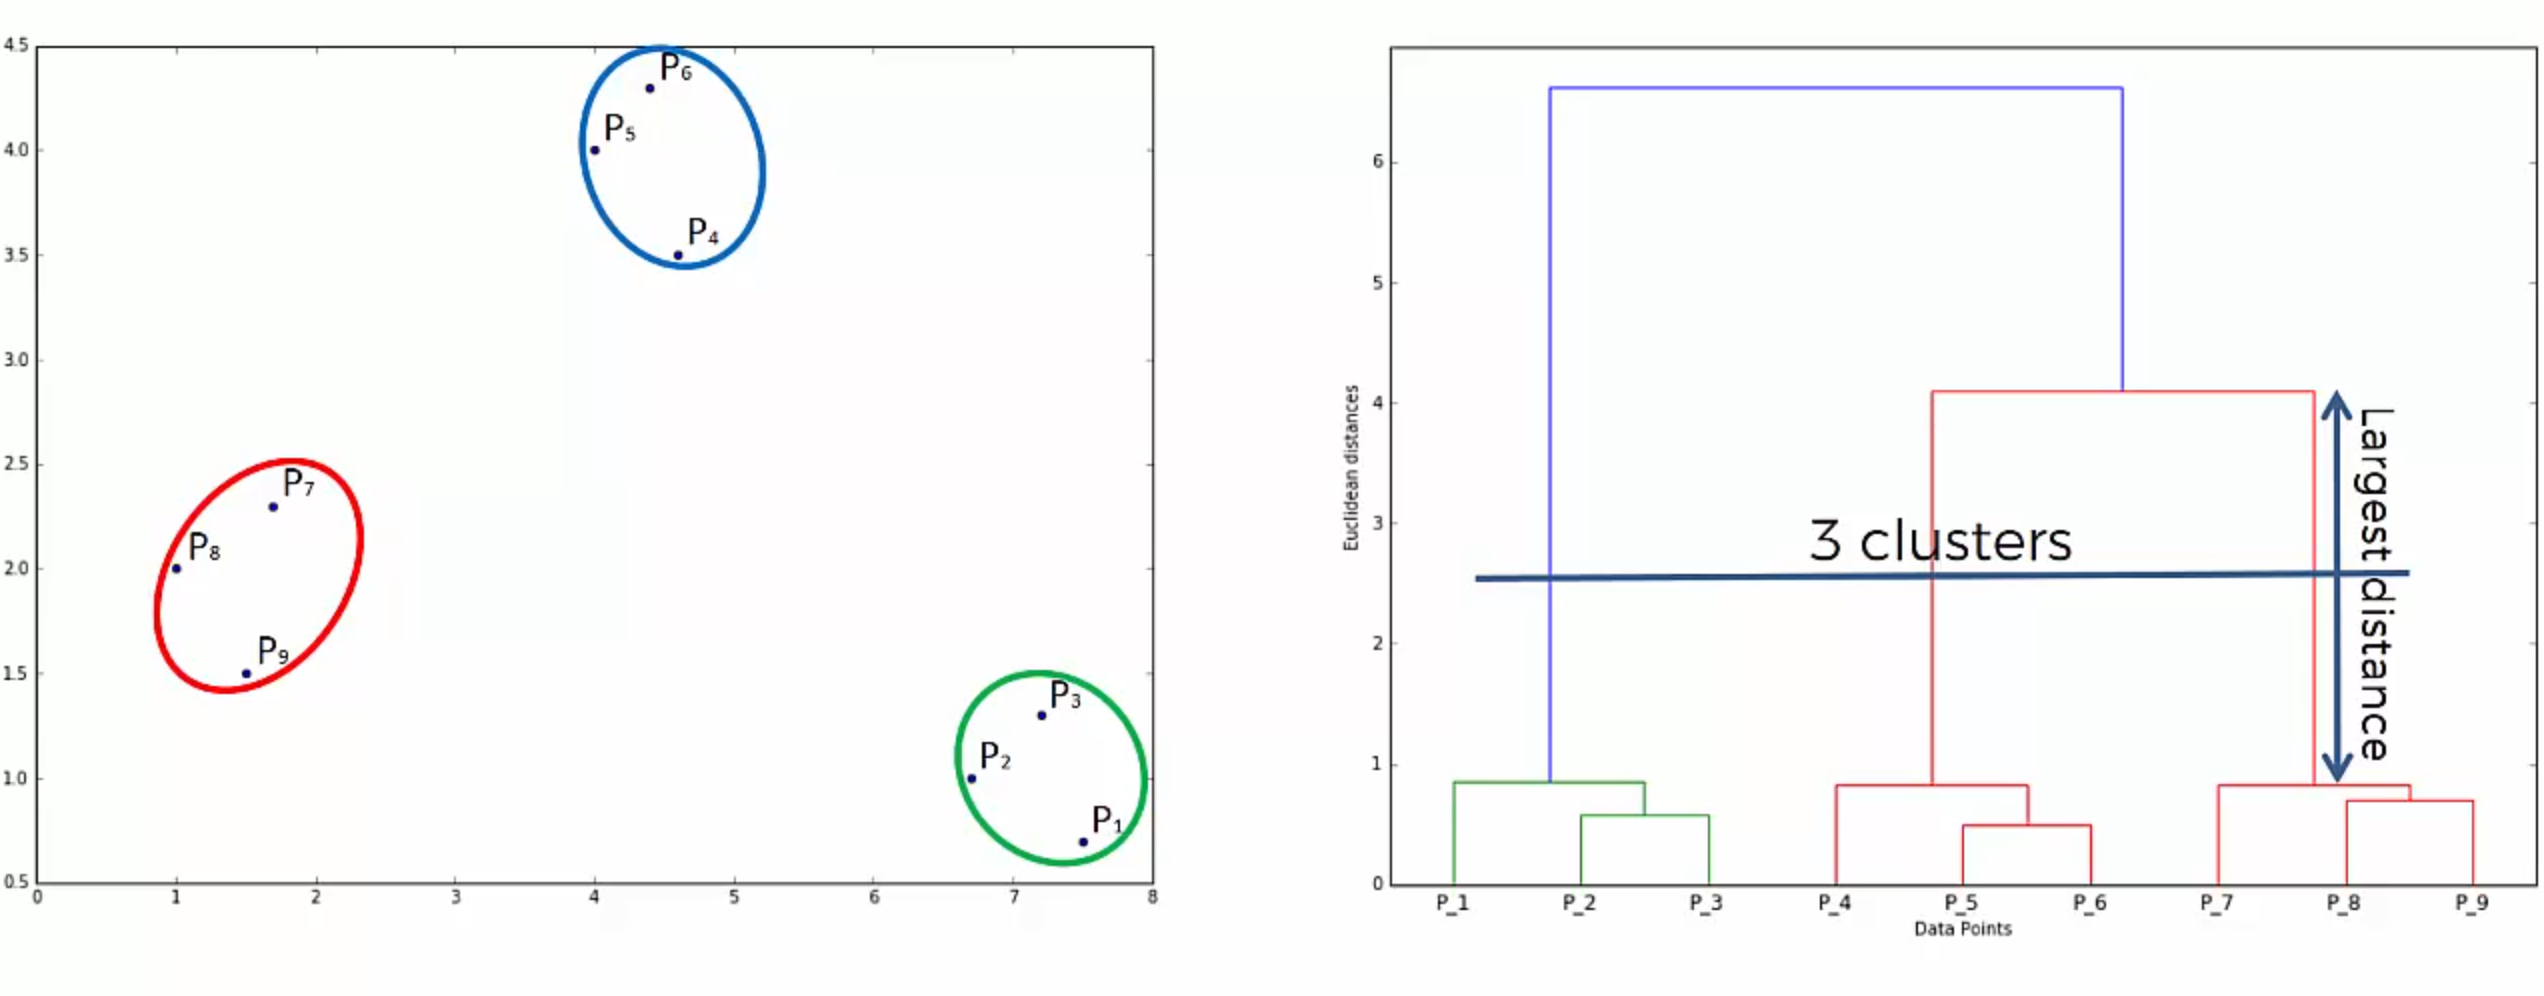 4.5
4.0
3.5
3.0
2.5
2.0
1.5
1.0
0.5
0 1 2 3 4 5 6 7 8
P₆
P₅
P₄
P₇
P₈
P₉
P₃
P₂
P₁
Euclidean distances
6
5
4
3
2
1
0
3 clusters
Largest distance
P_1 P_2 P_3 P_4 P_5 P_6 P_7 P_8 P_9
Data Points